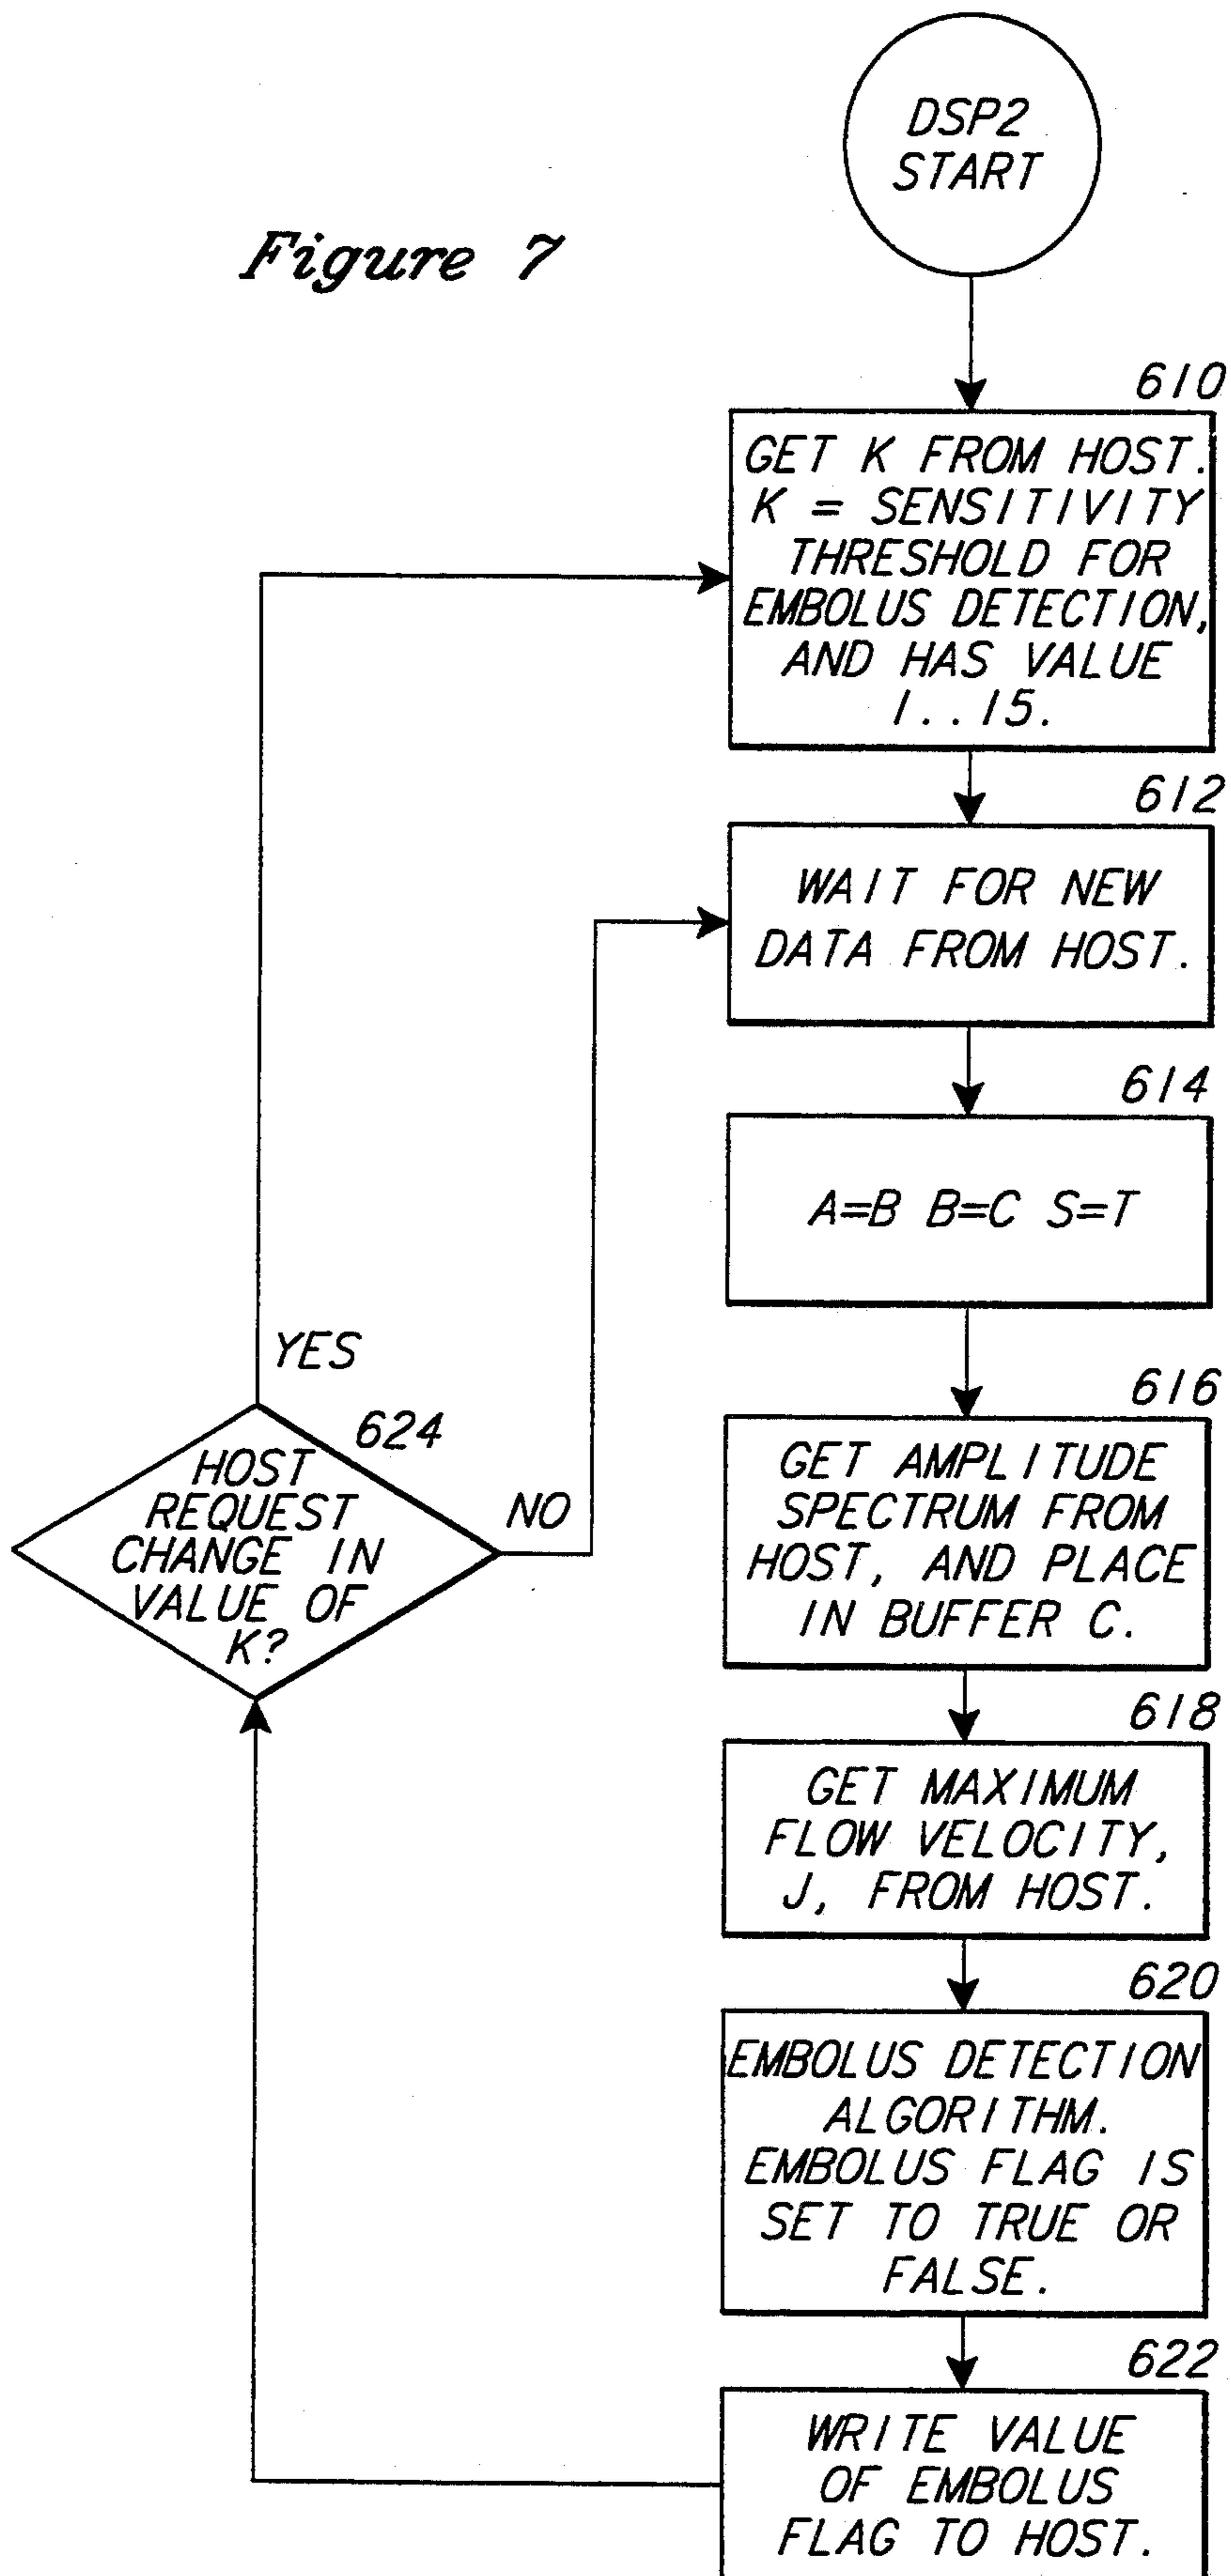 DSP2
START
Figure 7
610
GET K FROM HOST.
K = SENSITIVITY
THRESHOLD FOR
EMBOLUS DETECTION,
AND HAS VALUE
1..15.
612
WAIT FOR NEW
DATA FROM HOST.
614
A=B B=C S=T
616
GET AMPLITUDE
SPECTRUM FROM
HOST, AND PLACE
IN BUFFER C.
618
GET MAXIMUM
FLOW VELOCITY,
J, FROM HOST.
620
EMBOLUS DETECTION
ALGORITHM.
EMBOLUS FLAG IS
SET TO TRUE OR
FALSE.
622
WRITE VALUE
OF EMBOLUS
FLAG TO HOST.
YES
624
HOST
REQUEST
CHANGE IN
VALUE OF
K?
NO